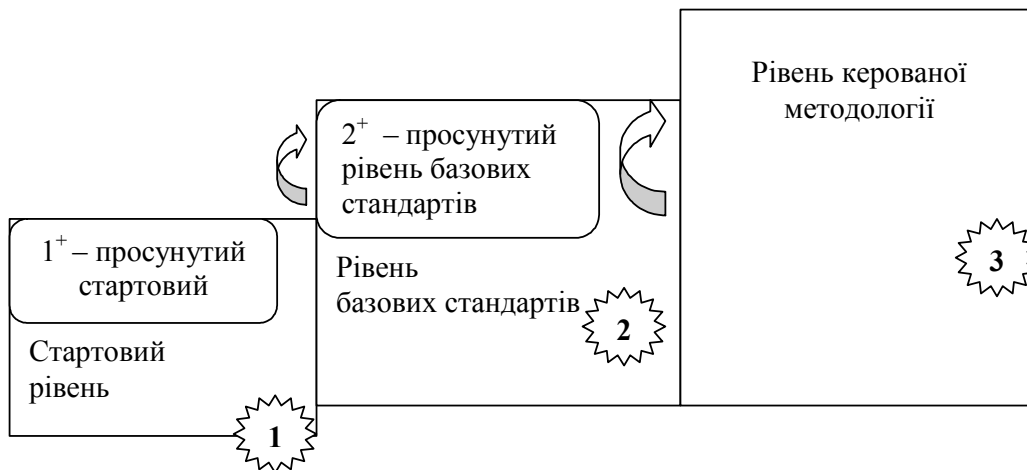 1⁺ – просунутий
стартовий
Стартовий
рівень
1
2⁺ – просунутий
рівень базових
стандартів
Рівень
базових стандартів
2
Рівень керованої
методології
3